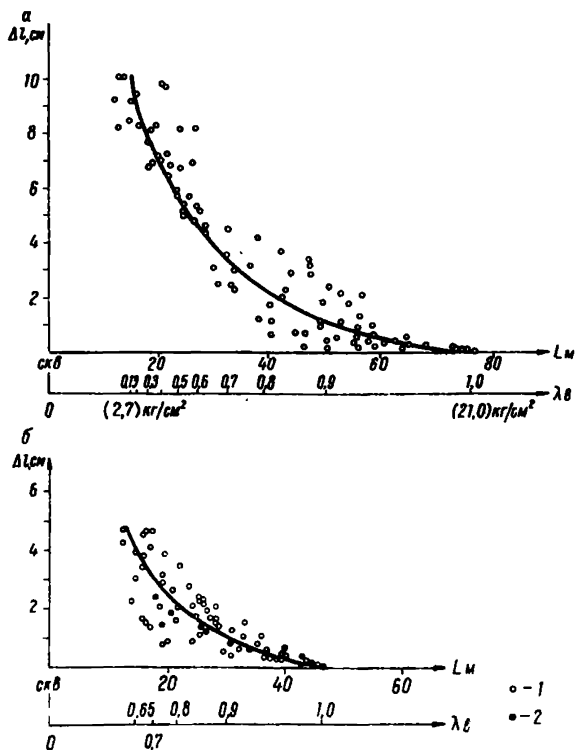 а
Δl, см
10
8
6
4
2
скв 20 40 60 80 L м
0,13 0,3 0,5 0,6 0,7 0,8 0,9 1,0 λв
0 (2,7) кг/см² (21,0) кг/см²
б
Δl, см
6
4
2
скв 20 40 60 L м
о - 1
0,65 0,8 0,9 1,0 λв
• - 2
0 0,7